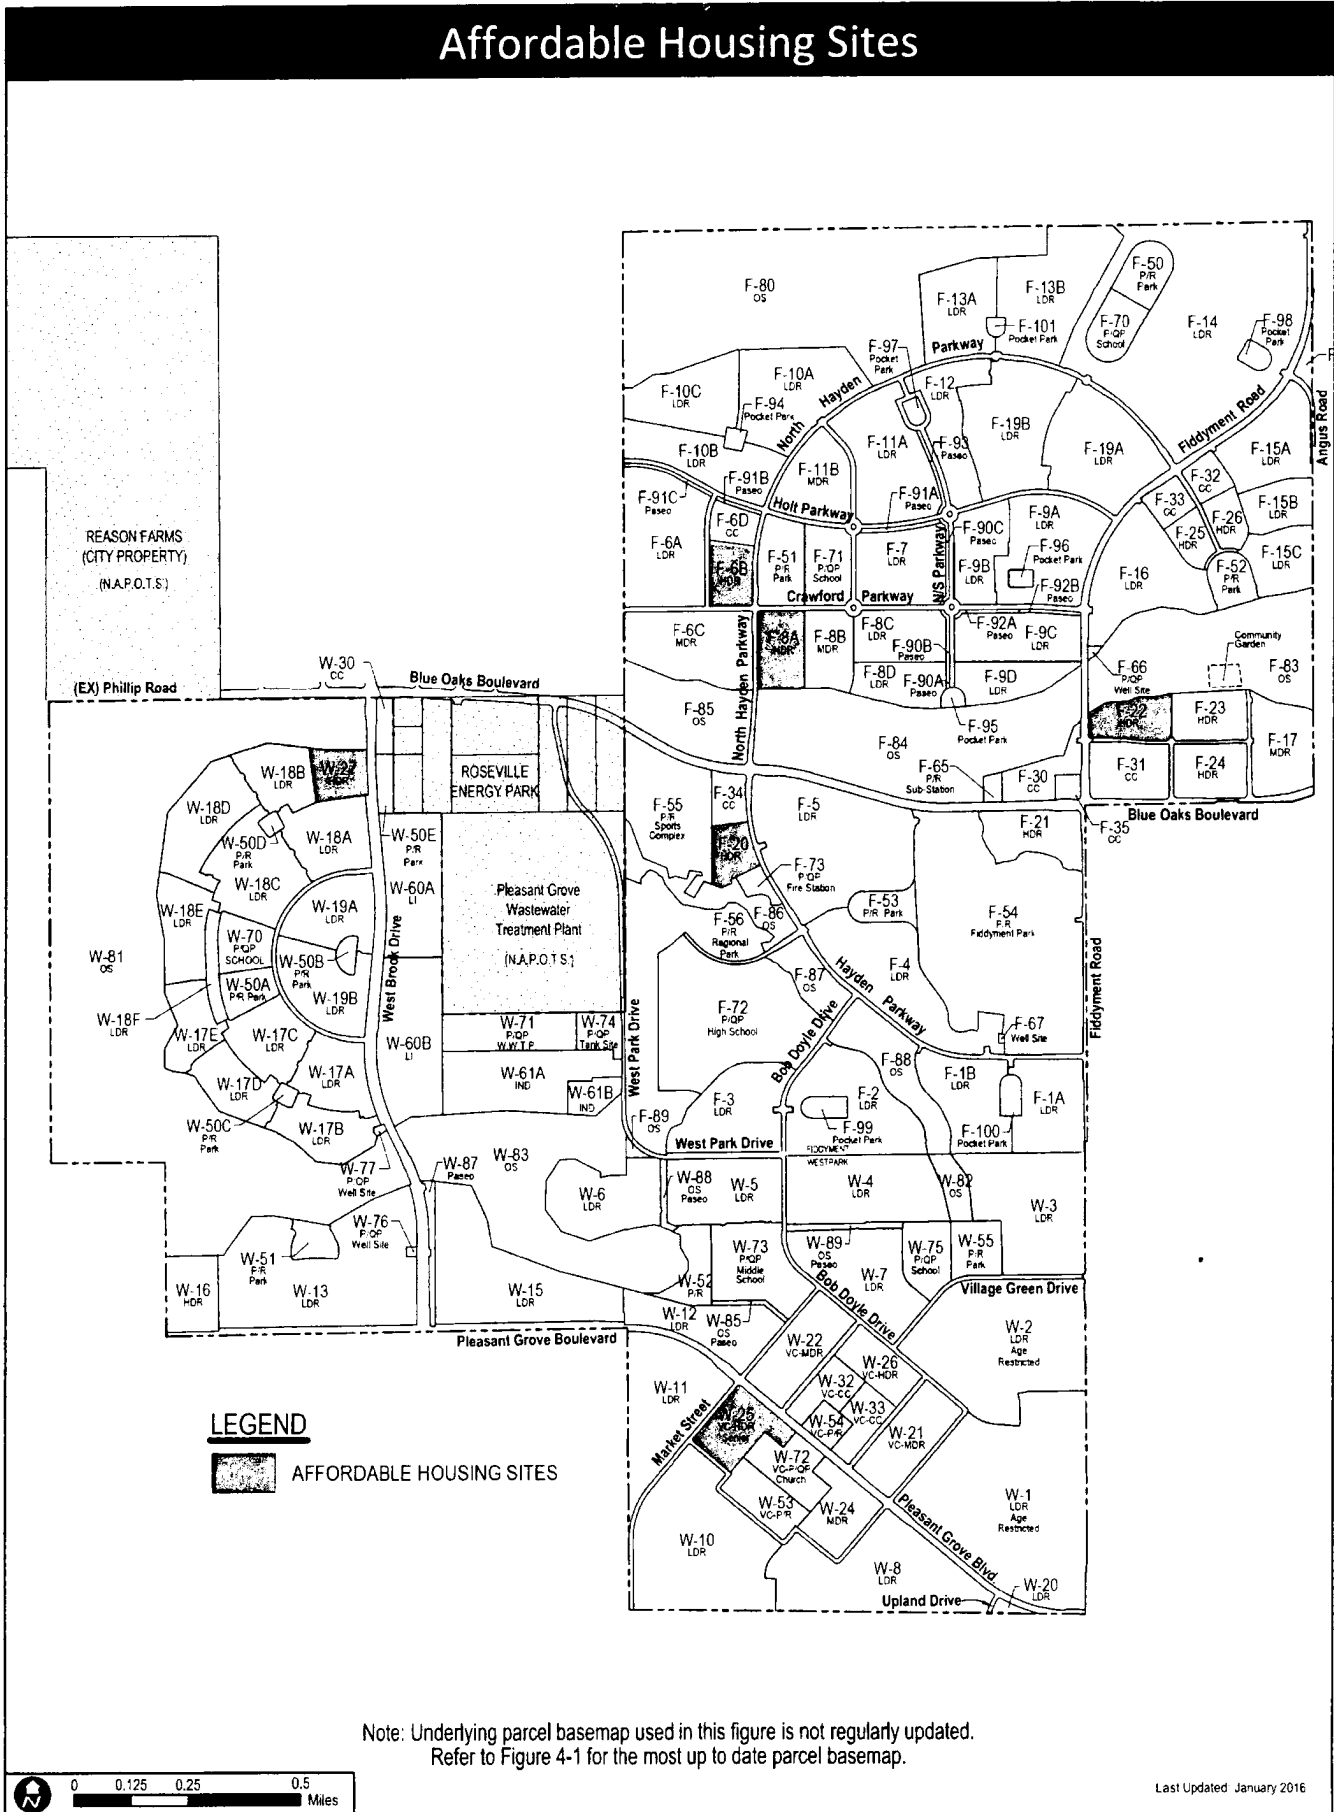 Affordable Housing Sites
F-80
OS
F-13A
LDR
F-13B
LDR
F-50
P/R
Park
F-70
P/QP
School
F-14
LDR
F-98
Pocket
Park
F-101
Pocket Park
F-97
Pocket
Park
Parkway
F-12
LDR
F-10C
LDR
F-10A
LDR
F-94
Pocket Park
North
Hayden
F-19B
LDR
F-19A
LDR
Fiddyment Road
Angus Road
F-10B
LDR
F-11B
MDR
F-11A
LDR
F-93
Paseo
F-15A
LDR
F-32
CC
F-33
CC
F-15B
LDR
F-91C
Paseo
F-91B
Paseo
F-91A
Paseo
Holt Parkway
F-6D
CC
F-90C
Paseo
F-9A
LDR
F-25
HDR
F-26
HDR
F-15C
LDR
F-6A
LDR
F-6B
HDR
F-51
P/R
Park
F-71
P/QP
School
F-7
LDR
N/S Parkway
F-9B
LDR
F-96
Pocket Park
F-92B
Paseo
F-16
LDR
F-52
P/R
Park
Crawford Parkway
F-6C
MDR
North Hayden Parkway
F-8A
HDR
F-8B
MDR
F-8C
LDR
F-90B
Paseo
F-92A
Paseo
F-9C
LDR
F-8D
LDR
F-90A
Paseo
F-9D
LDR
F-66
P/QP
Well Site
Community
Garden
F-83
OS
REASON FARMS
(CITY PROPERTY)
(N.A.P.O.T.S.)
(EX) Phillip Road
W-30
CC
Blue Oaks Boulevard
F-85
OS
F-95
Pocket Park
F-84
OS
F-22
HDR
F-23
HDR
F-17
MDR
F-65
P/R
Sub-Station
F-30
CC
F-31
CC
F-24
HDR
Blue Oaks Boulevard
F-35
CC
W-18B
LDR
W-27
HDR
ROSEVILLE
ENERGY PARK
F-55
P/R
Sports
Complex
F-34
CC
F-5
LDR
F-21
HDR
W-18D
LDR
W-50D
P/R
Park
W-18A
LDR
W-50E
P/R
Park
F-20
HDR
F-73
P/QP
Fire Station
W-18C
LDR
W-60A
LI
Pleasant Grove
Wastewater
Treatment Plant
(N.A.P.O.T.S.)
W-18E
LDR
W-19A
LDR
F-56
P/R
Regional
Park
F-86
OS
F-53
P/R Park
F-54
P/R
Fiddyment Park
W-81
OS
W-70
P/QP
SCHOOL
W-50B
P/R
Park
W-50A
P/R Park
W-19B
LDR
West Brook Drive
F-87
OS
Hayden
Parkway
F-4
LDR
Fiddyment Road
W-18F
LDR
W-17E
LDR
W-17C
LDR
W-60B
LI
W-71
P/QP
W.W.T.P.
W-74
P/QP
Tank Site
West Park Drive
F-72
P/QP
High School
Bob Doyle Drive
F-67
Well Site
W-17D
LDR
W-17A
LDR
W-61A
IND
W-61B
IND
F-3
LDR
F-2
LDR
F-88
OS
F-1B
LDR
F-1A
LDR
W-50C
P/R
Park
W-17B
LDR
F-89
OS
F-99
Pocket Park
F-100
Pocket Park
West Park Drive
FIDDYMENT
WESTPARK
W-77
P/QP
Well Site
W-87
Paseo
W-83
OS
W-6
LDR
W-88
OS
Paseo
W-5
LDR
W-4
LDR
W-82
OS
W-3
LDR
W-76
P/QP
Well Site
W-51
P/R
Park
W-16
HDR
W-13
LDR
W-15
LDR
W-52
P/R
W-73
P/QP
Middle
School
W-89
OS
Paseo
W-7
LDR
W-75
P/QP
School
W-55
P/R
Park
Village Green Drive
Bob Doyle Drive
W-12
LDR
W-85
OS
Paseo
Pleasant Grove Boulevard
W-22
VC-MDR
W-26
VC-HDR
W-2
LDR
Age
Restricted
W-11
LDR
Market Street
W-32
VC-CC
W-33
VC-CC
W-25
VC-HDR
Senior
W-54
VC-P/R
W-21
VC-MDR
W-72
VC-P/QP
Church
W-53
VC-P/R
W-24
MDR
W-1
LDR
Age
Restricted
Pleasant Grove Blvd.
W-10
LDR
W-8
LDR
Upland Drive
W-20
LDR
LEGEND
AFFORDABLE HOUSING SITES
Note: Underlying parcel basemap used in this figure is not regularly updated.
Refer to Figure 4-1 for the most up to date parcel basemap.
N
0 0.125 0.25 0.5
Miles
Last Updated January 2016